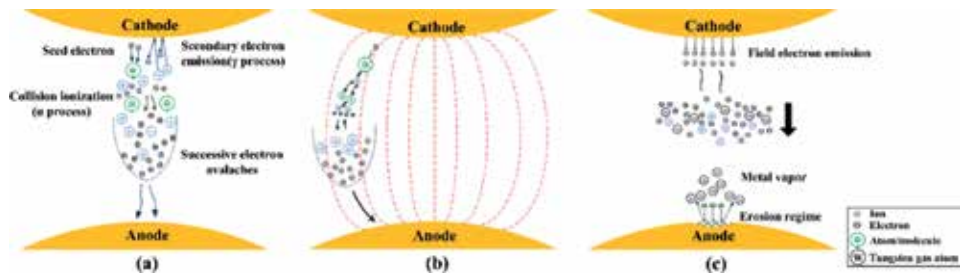 Cathode
Seed electron
Secondary electron
emission(γ process)
Collision ionization
(α process)
Successive electron
avalaches
Anode
(a)
Cathode
Anode
(b)
Cathode
Field electron emission
Metal vapor
Erosion regime
Anode
(c)
Ion
Electron
Atom/molecule
Tungsten gas atom